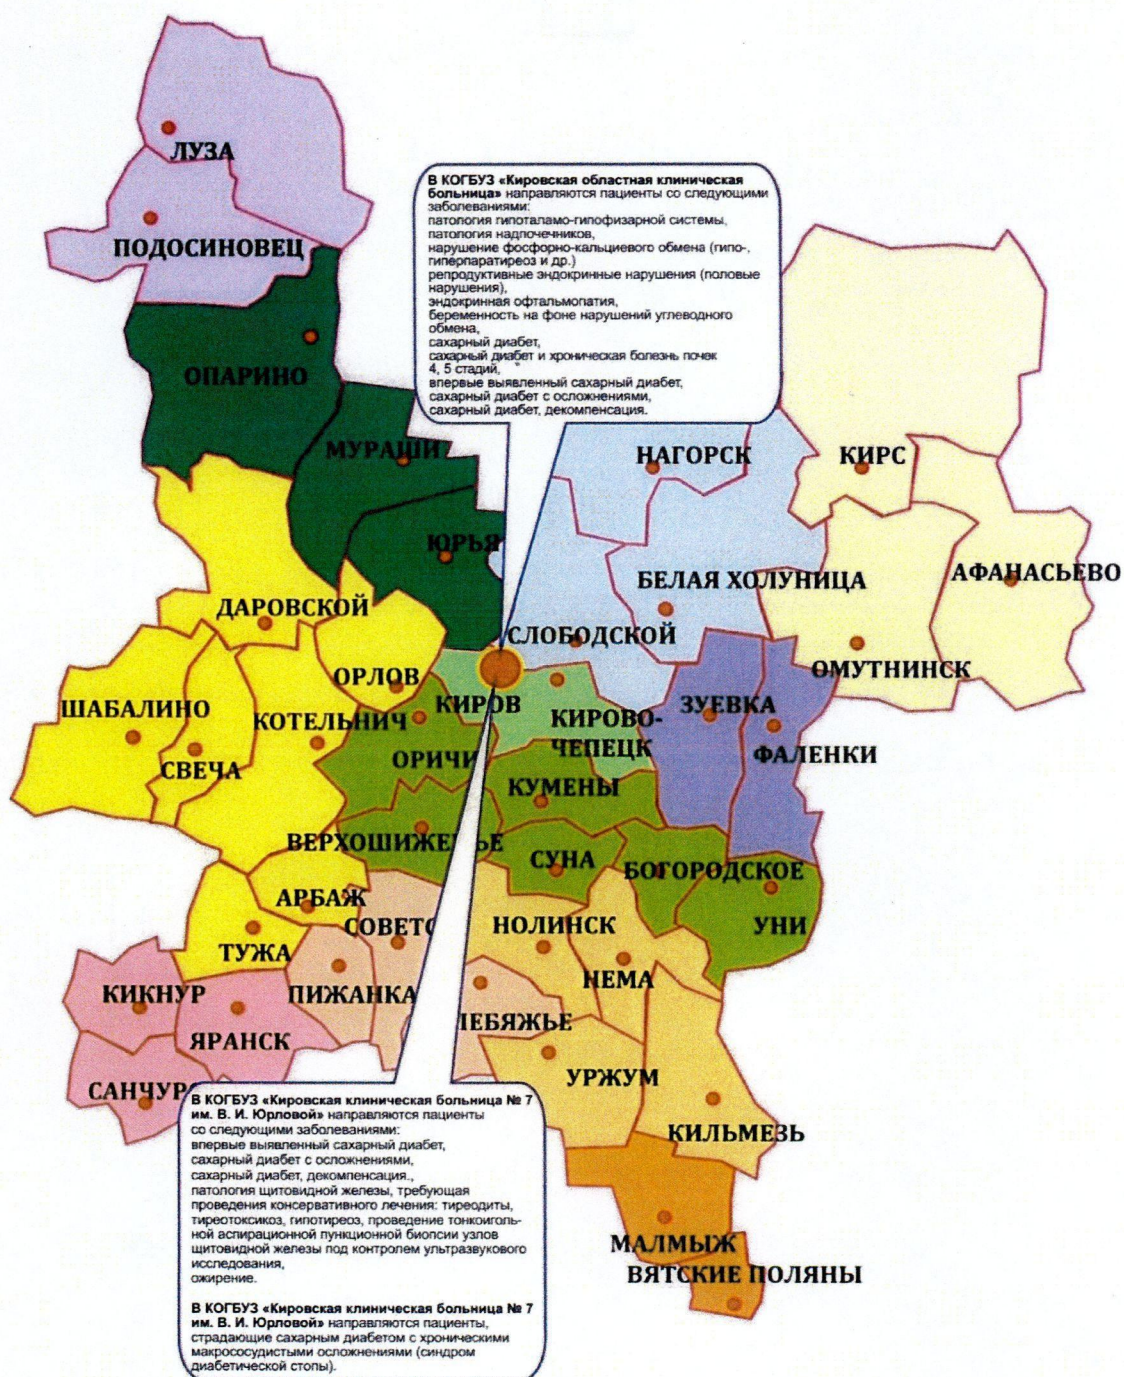 ЛУЗА
ПОДОСИНОВЕЦ
В КОГБУЗ «Кировская областная клиническая
больница» направляются пациенты со следующими
заболеваниями:
патология гипоталамо-гипофизарной системы,
патология надпочечников,
нарушение фосфорно-кальциевого обмена (гипо-,
гиперпаратиреоз и др.)
репродуктивные эндокринные нарушения (половые
нарушения),
эндокринная офтальмопатия,
беременность на фоне нарушений углеводного
обмена,
сахарный диабет,
сахарный диабет и хроническая болезнь почек
4, 5 стадий,
впервые выявленный сахарный диабет,
сахарный диабет с осложнениями,
сахарный диабет, декомпенсация.
ОПАРИНО
МУРАШИ
НАГОРСК
КИРС
ЮРЬЯ
БЕЛАЯ ХОЛУНИЦА
АФАНАСЬЕВО
ДАРОВСКОЙ
СЛОБОДСКОЙ
ОМУТНИНСК
ОРЛОВ
ШАБАЛИНО
КОТЕЛЬНИЧ
КИРОВ
КИРОВО-
ЧЕПЕЦК
ЗУЕВКА
ФАЛЕНКИ
СВЕЧА
ОРИЧИ
КУМЕНЫ
ВЕРХОШИЖЕ ЬЕ
СУНА
БОГОРОДСКОЕ
АРБАЖ
СОВЕТС
НОЛИНСК
УНИ
ТУЖА
НЕМА
КИКНУР
ПИЖАНКА
ЯРАНСК
ЛЕБЯЖЬЕ
УРЖУМ
САНЧУРС
КИЛЬМЕЗЬ
В КОГБУЗ «Кировская клиническая больница № 7
им. В. И. Юрловой» направляются пациенты
со следующими заболеваниями:
впервые выявленный сахарный диабет,
сахарный диабет с осложнениями,
сахарный диабет, декомпенсация.,
патология щитовидной железы, требующая
проведения консервативного лечения: тиреодиты,
тиреотоксикоз, гипотиреоз, проведение тонкоиголь-
ной аспирационной пункционной биопсии узлов
щитовидной железы под контролем ультразвукового
исследования,
ожирение.
В КОГБУЗ «Кировская клиническая больница № 7
им. В. И. Юрловой» направляются пациенты,
страдающие сахарным диабетом с хроническими
макрососудистыми осложнениями (синдром
диабетической стопы).
МАЛМЫЖ
ВЯТСКИЕ ПОЛЯНЫ